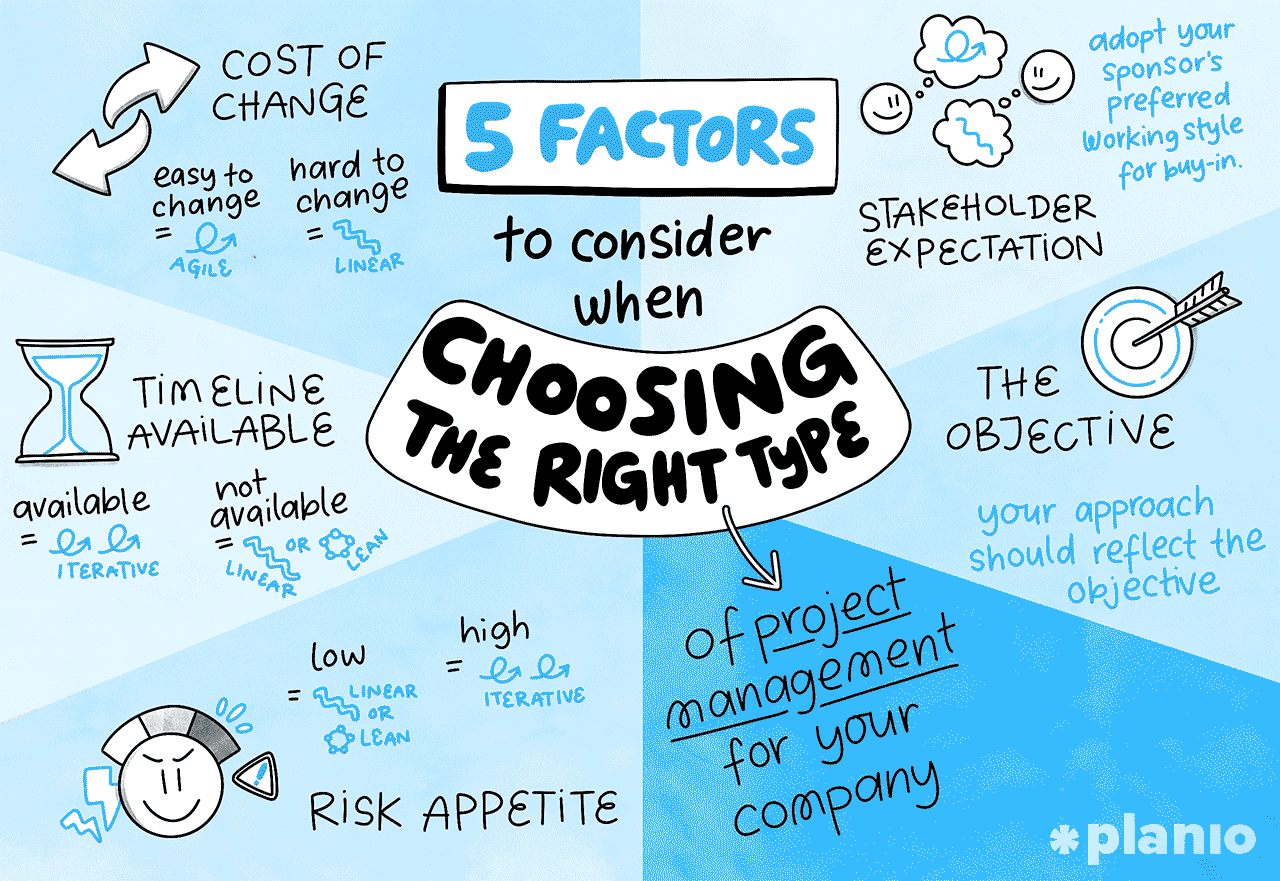 5 FACTORS
to consider
when
CHOOSING
THE RIGHT TYPE
of project
management
for your
company
COST OF
CHANGE
easy to
change
=
AGILE
hard to
change
=
LINEAR
TIMELINE
AVAILABLE
available
=
ITERATIVE
not
available
= OR
LINEAR
LEAN
low
= LINEAR
OR
LEAN
high
=
ITERATIVE
!
RISK APPETITE
adopt your
sponsor's
preferred
working style
for buy-in.
STAKEHOLDER
EXPECTATION
THE
OBJECTIVE
your approach
should reflect the
objective
*planio